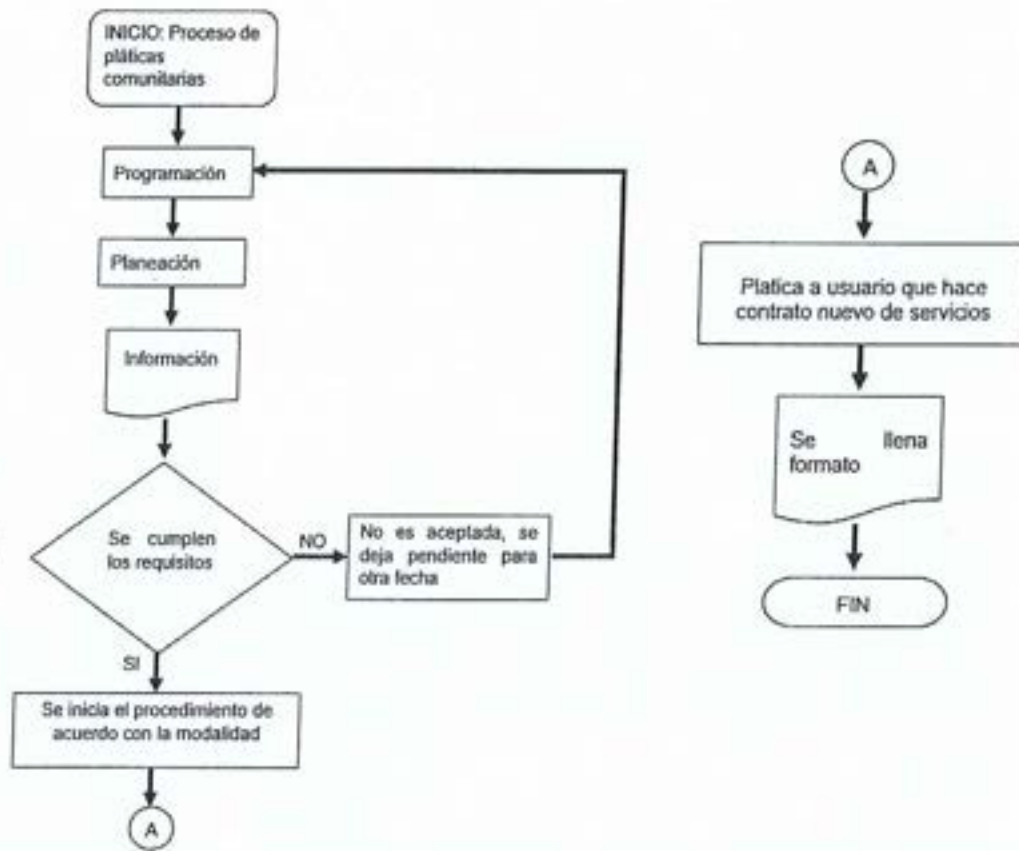 INICIO: Proceso de
pláticas
comunitarias
Programación
Planeación
Información
Se cumplen
los requisitos
NO
No es aceptada, se
deja pendiente para
otra fecha
SI
Se inicia el procedimiento de
acuerdo con la modalidad
A
A
Platica a usuario que hace
contrato nuevo de servicios
Se llena
formato
FIN